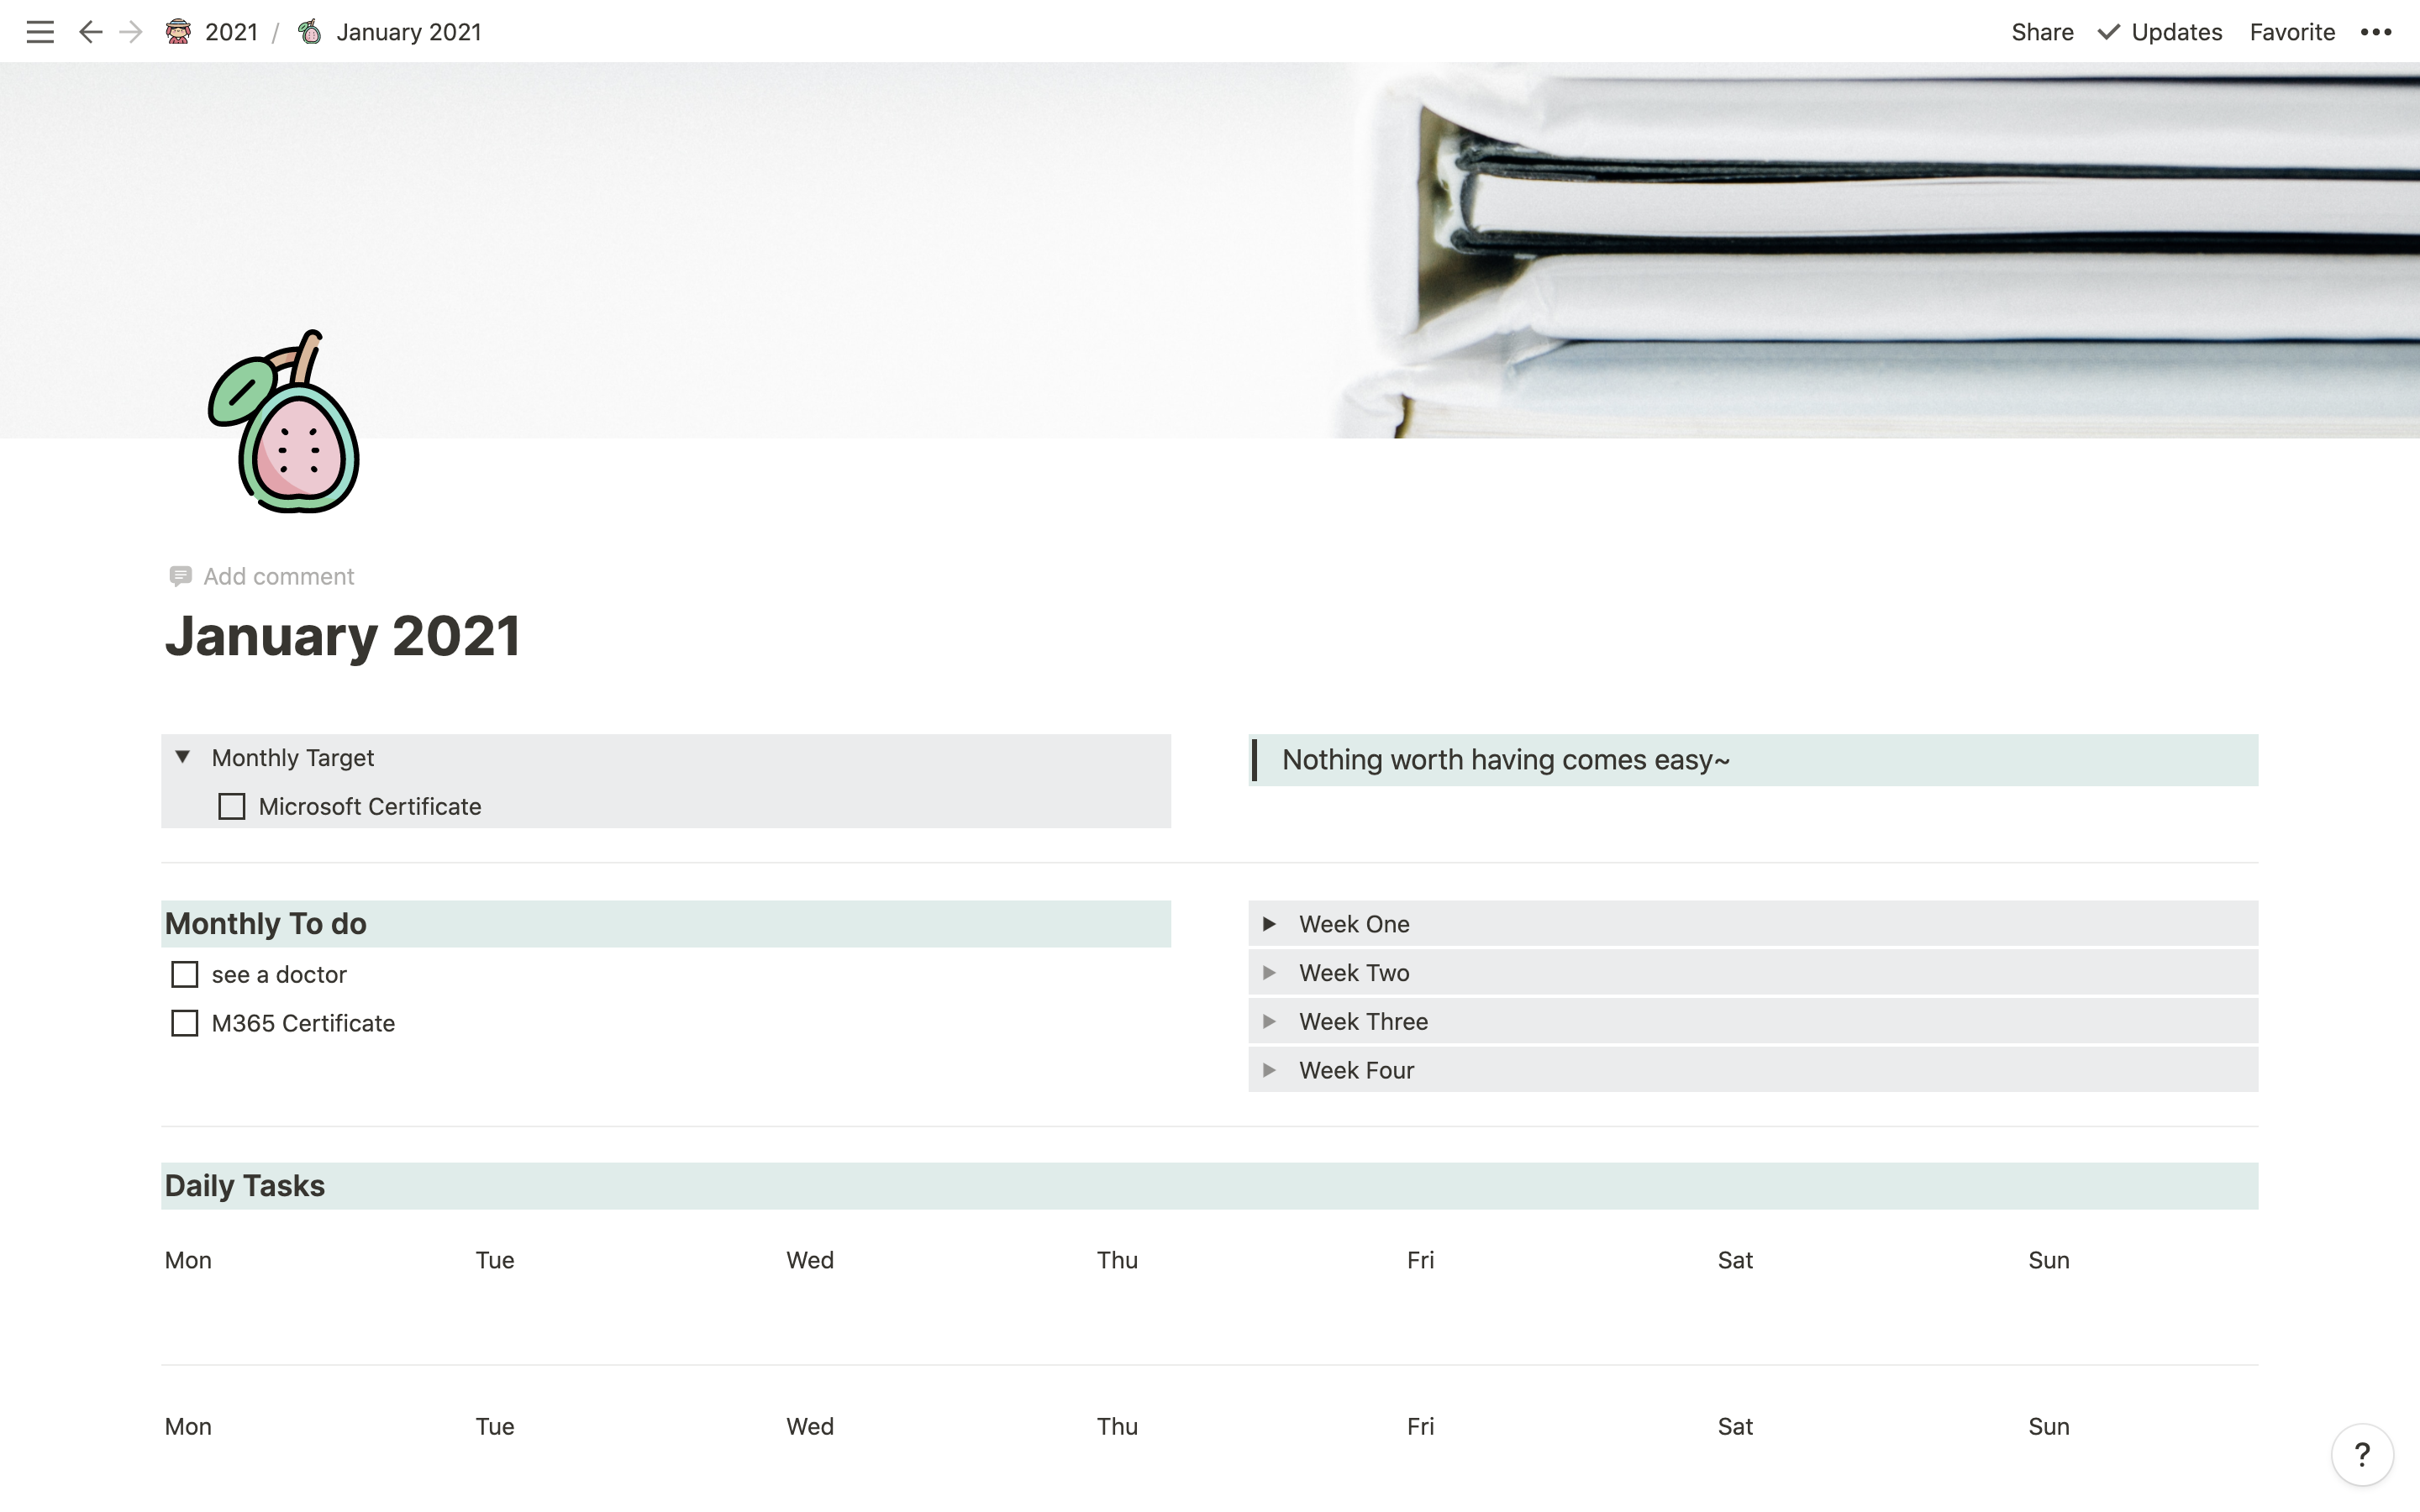 2021 / January 2021
Share Updates Favorite
Add comment
January 2021
Monthly Target
Microsoft Certificate
Nothing worth having comes easy~
Monthly To do
see a doctor
M365 Certificate
Week One
Week Two
Week Three
Week Four
Daily Tasks
Mon Tue Wed Thu Fri Sat Sun
Mon Tue Wed Thu Fri Sat Sun
?